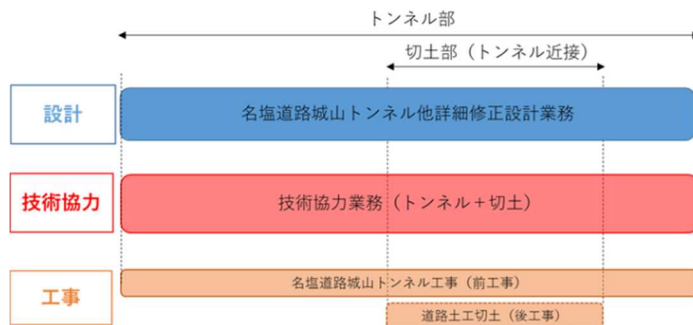 トンネル部
切土部（トンネル近接）
設計
名塩道路城山トンネル他詳細修正設計業務
技術協力
技術協力業務（トンネル＋切土）
工事
名塩道路城山トンネル工事（前工事）
道路土工切土（後工事）